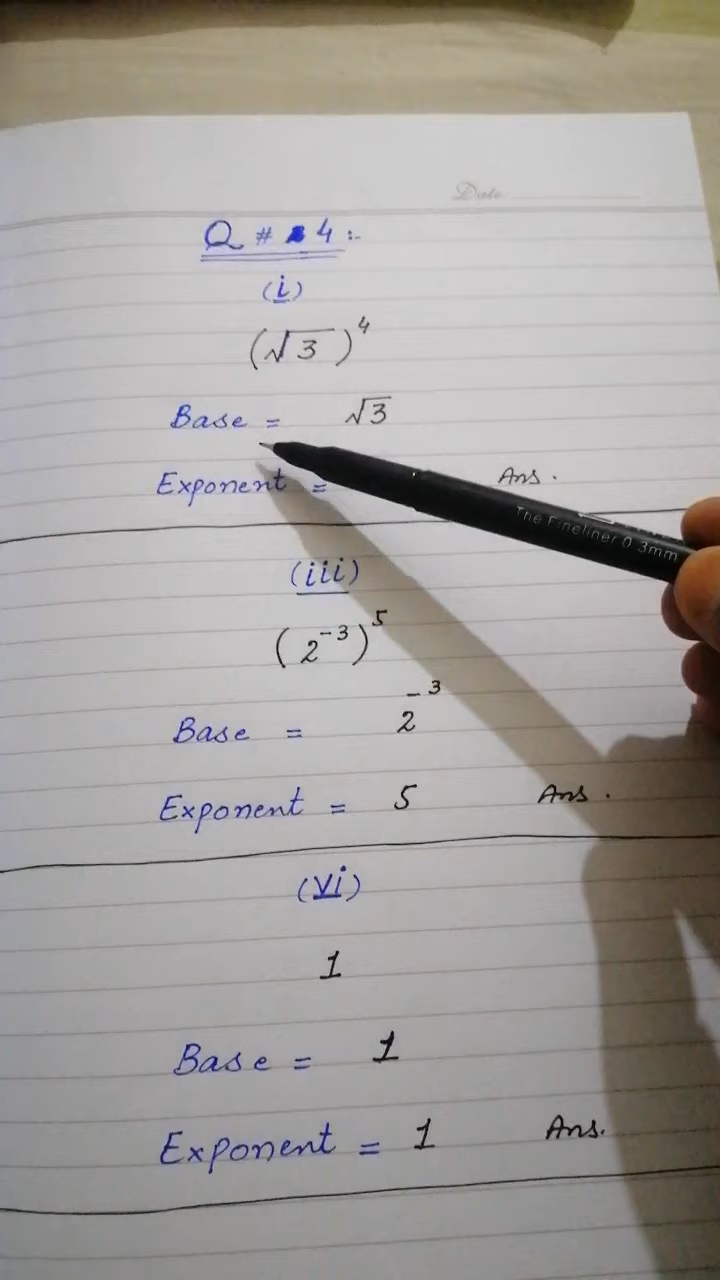 Date
Q # 4 :-
(i)
(√3)⁴
Base = √3
Exponent = Ans.
The Fineliner 0.3mm
(iii)
(2⁻³)⁵
Base = 2⁻³
Exponent = 5 Ans.
(vi)
1
Base = 1
Exponent = 1 Ans.